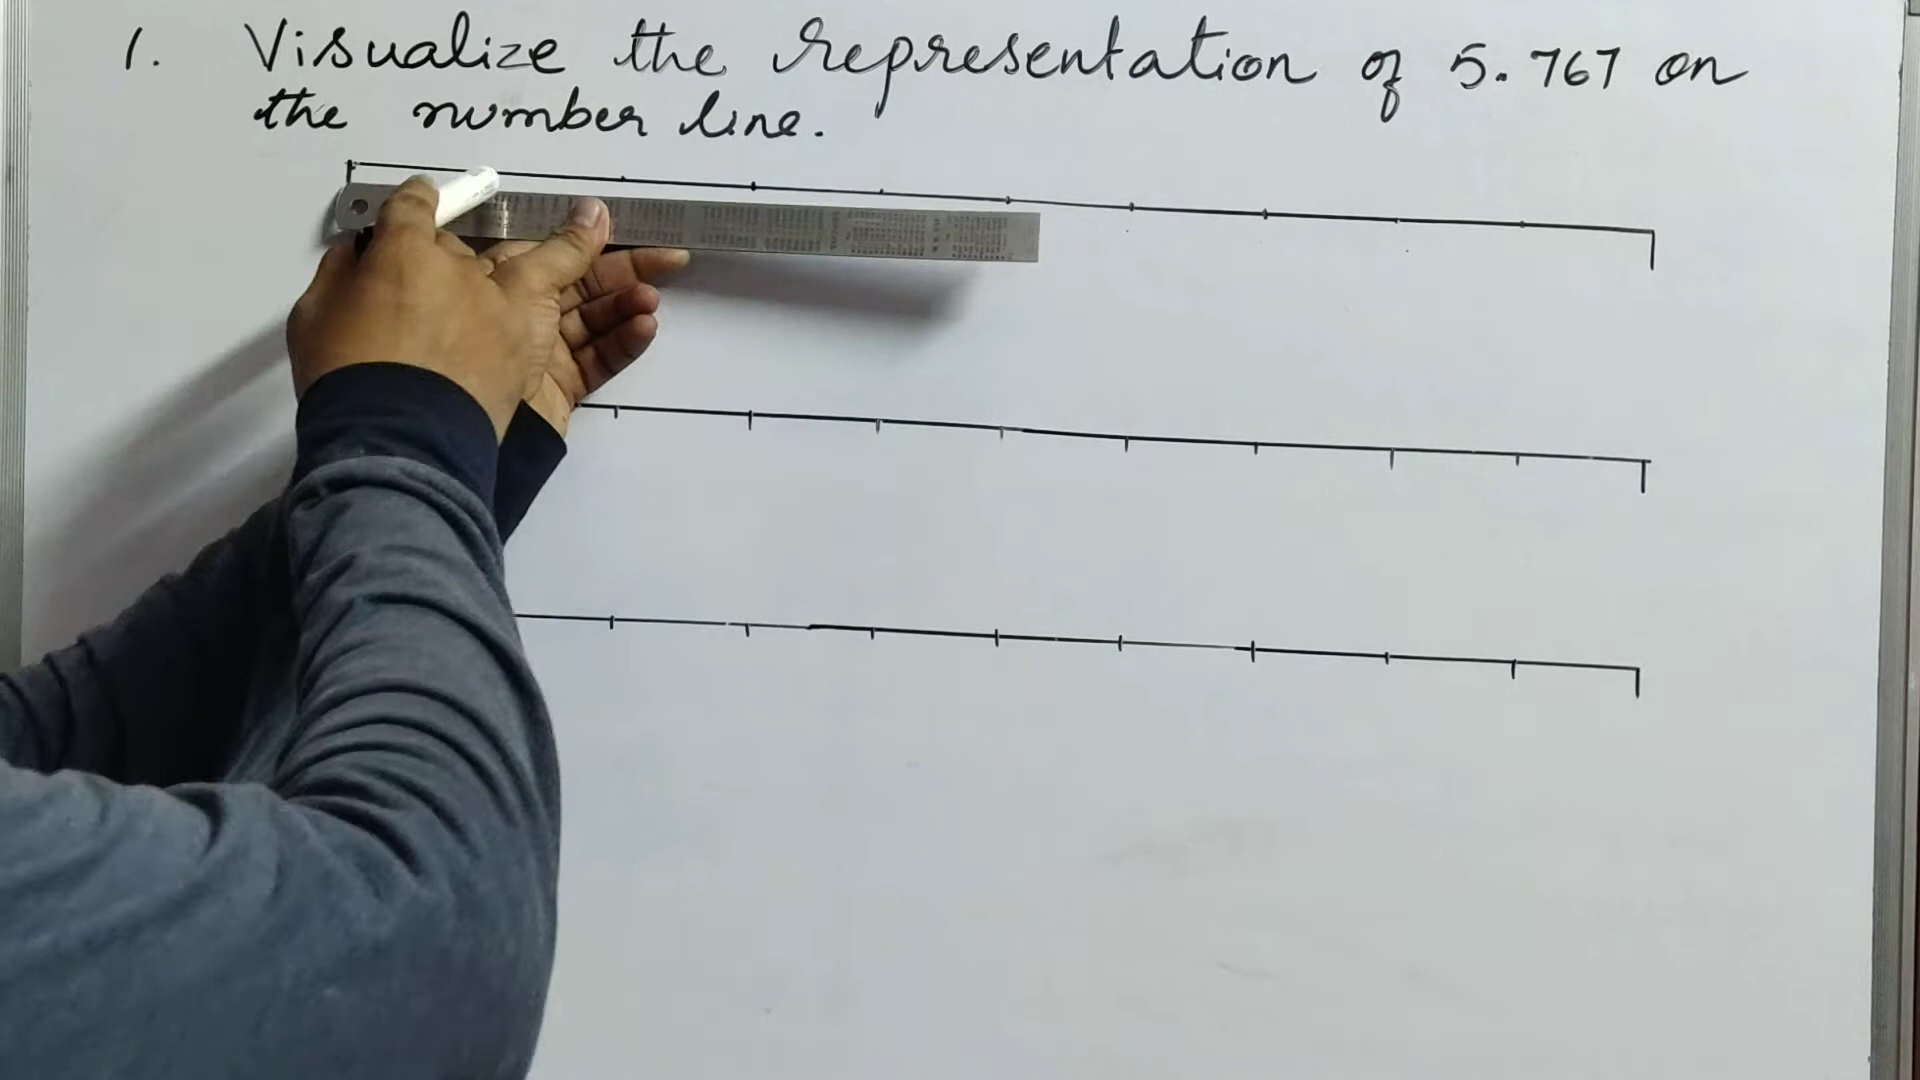 1. Visualize the representation of 5.767 on
the number line.